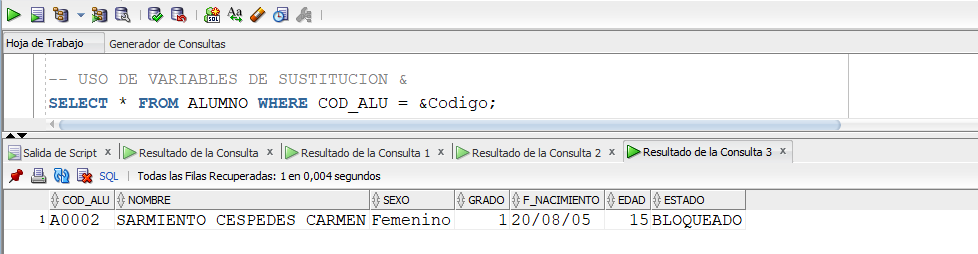 Hoja de Trabajo Generador de Consultas
-- USO DE VARIABLES DE SUSTITUCION &
SELECT * FROM ALUMNO WHERE COD_ALU = &Codigo;
Salida de Script x Resultado de la Consulta x Resultado de la Consulta 1 x Resultado de la Consulta 2 x Resultado de la Consulta 3 x
SQL | Todas las Filas Recuperadas: 1 en 0,004 segundos
COD_ALU NOMBRE SEXO GRADO F_NACIMIENTO EDAD ESTADO
1 A0002 SARMIENTO CESPEDES CARMEN Femenino 1 20/08/05 15 BLOQUEADO